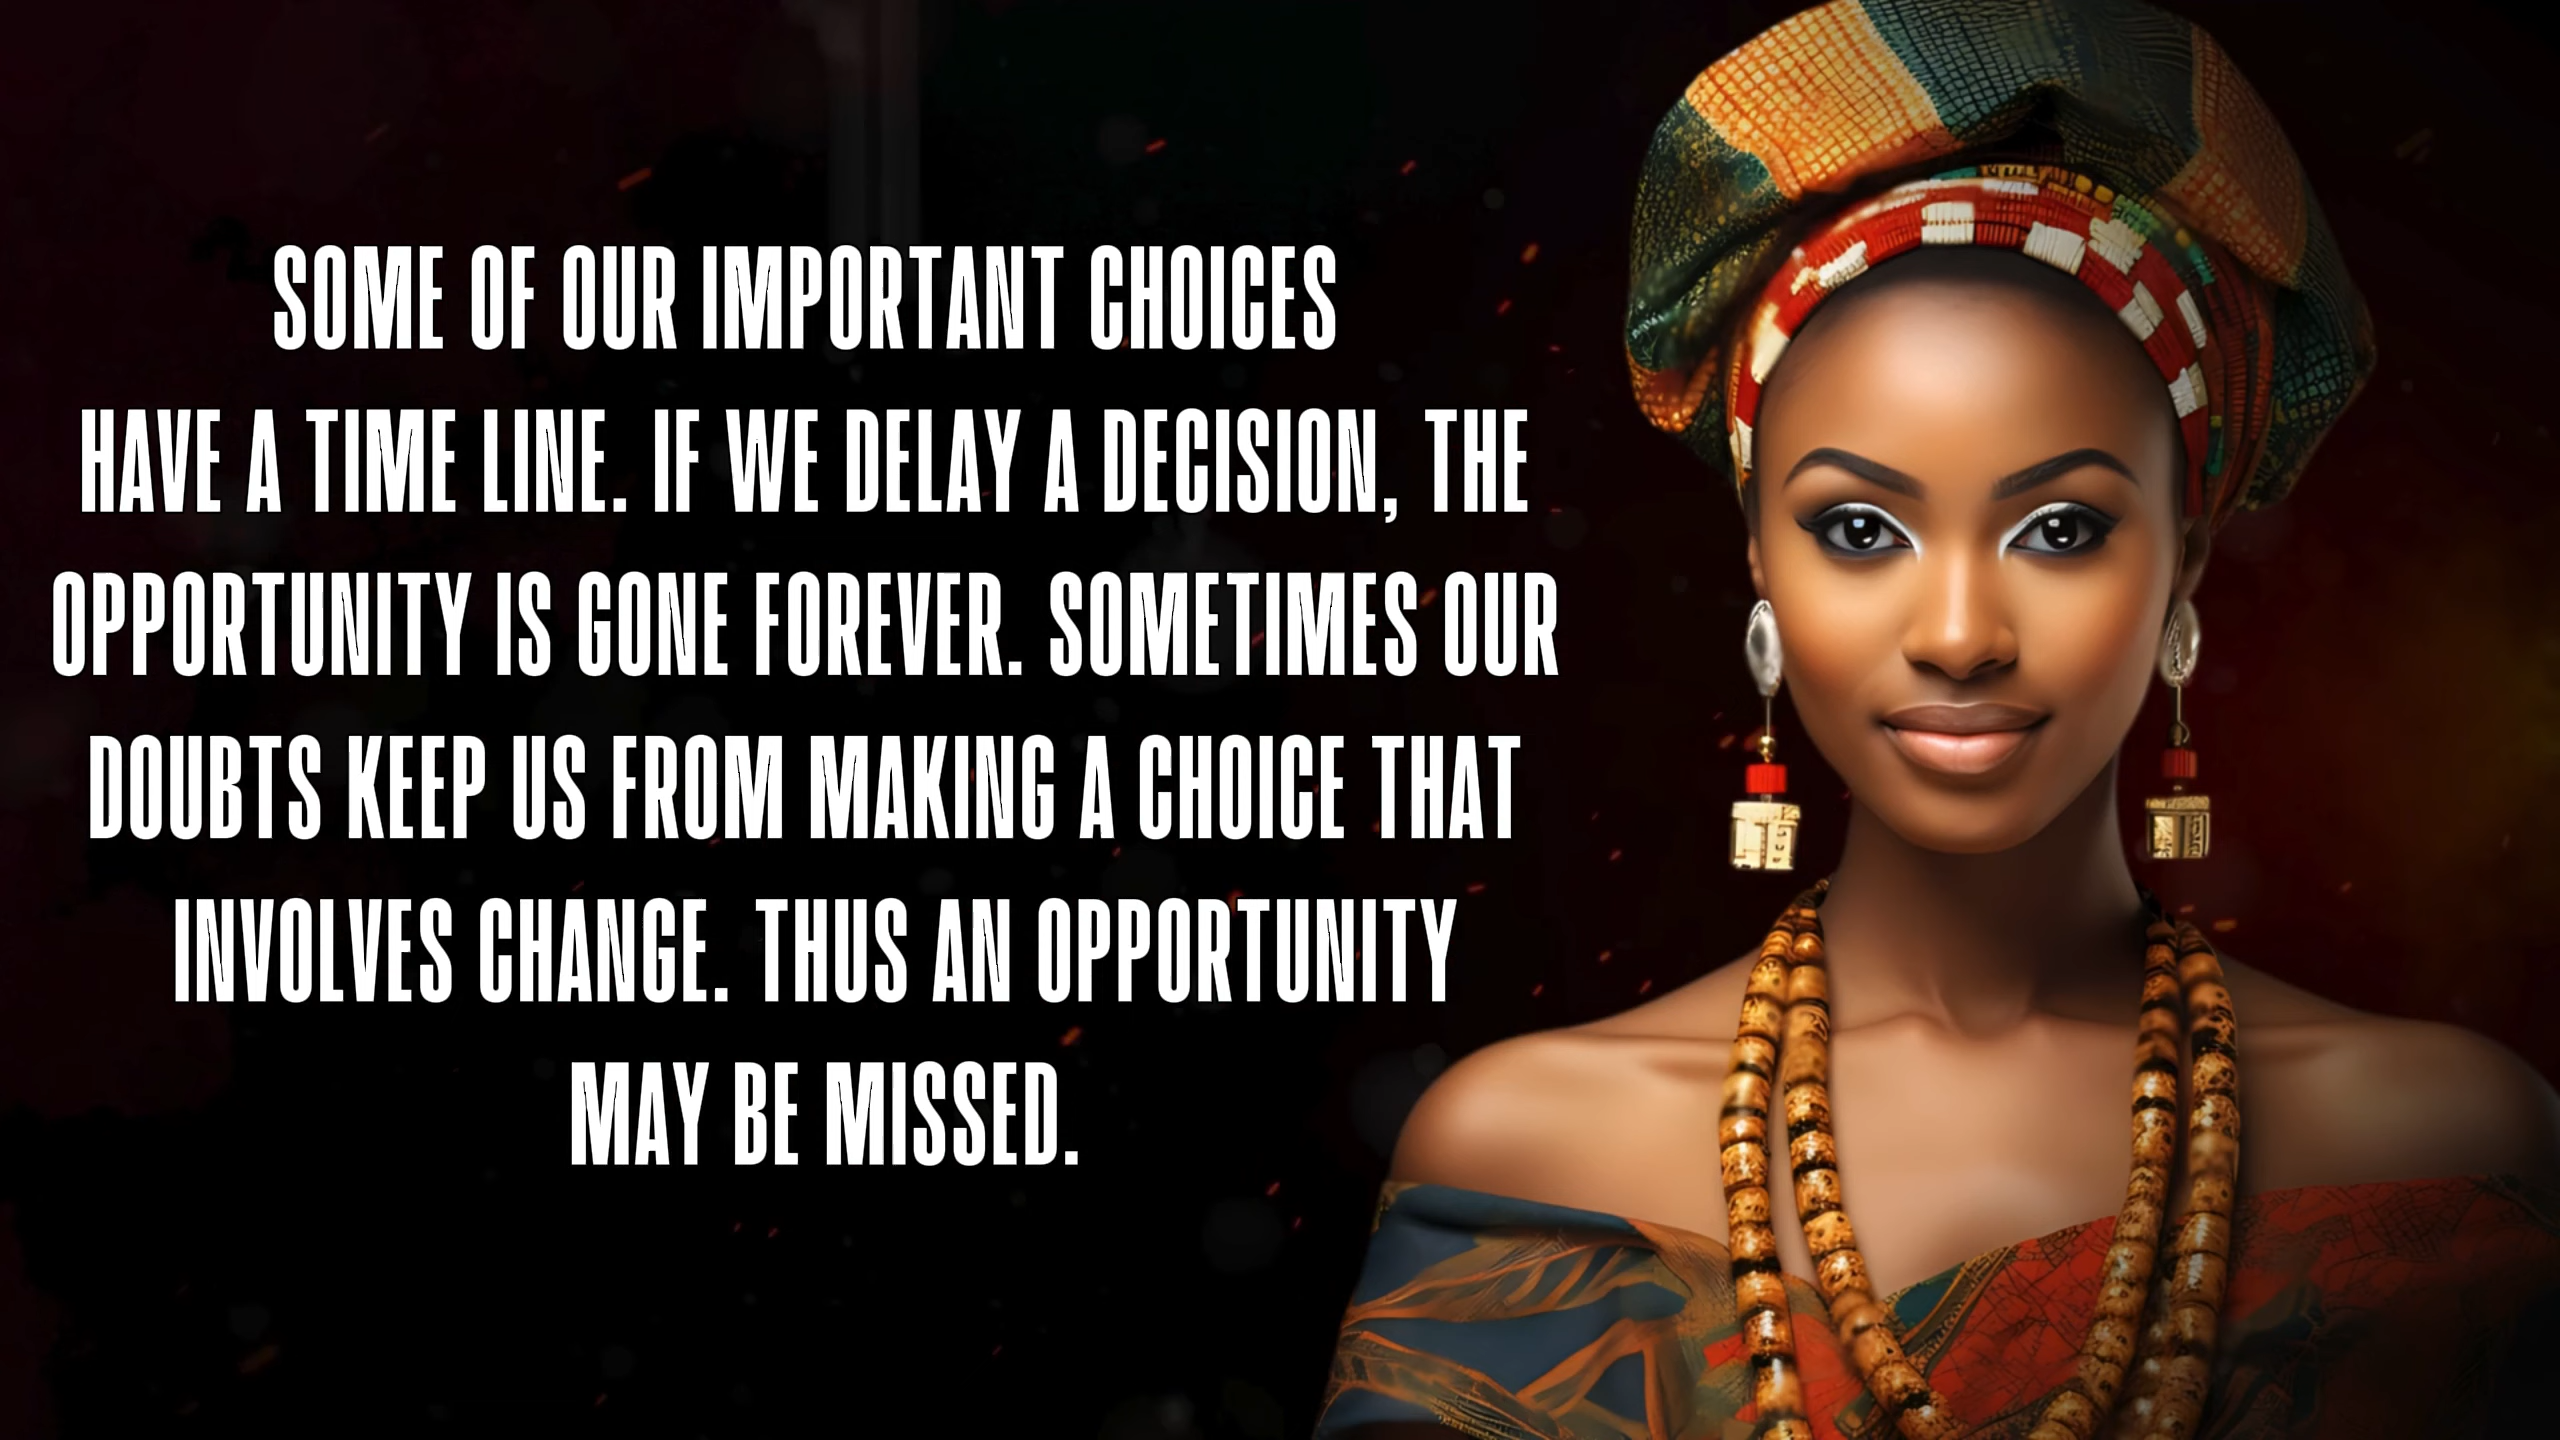 SOME OF OUR IMPORTANT CHOICES
HAVE A TIME LINE. IF WE DELAY A DECISION, THE
OPPORTUNITY IS GONE FOREVER. SOMETIMES OUR
DOUBTS KEEP US FROM MAKING A CHOICE THAT
INVOLVES CHANGE. THUS AN OPPORTUNITY
MAY BE MISSED.